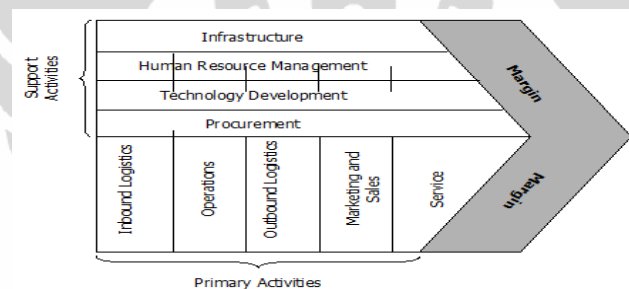 Support
Activities
Infrastructure
Human Resource Management
Technology Development
Procurement
Inbound Logistics
Operations
Outbound Logistics
Marketing and
Sales
Service
Margin
Margin
Primary Activities